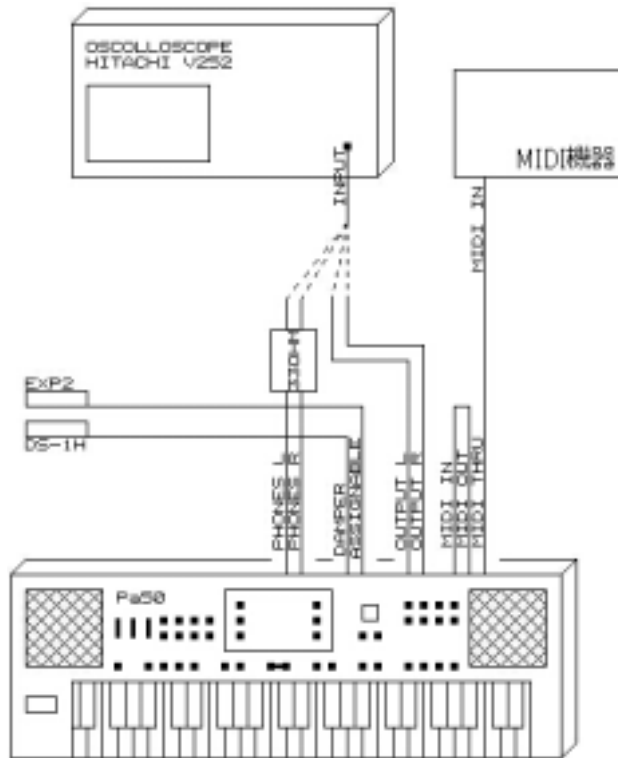 OSCOLLOSCOPE
HITACHI V252
INPUT
MIDI機器
MIDI IN
33OHM
EXP2
DS-1H
PHONES L
PHONES R
DAMPER
ASSIGNABLE
OUTPUT L
OUTPUT R
MIDI IN
MIDI OUT
MIDI THRU
Pa50